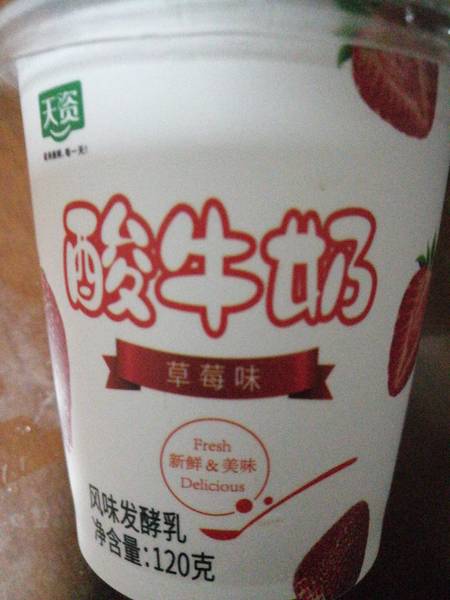 天资
酸牛奶
草莓味
Fresh
新鲜&美味
Delicious
风味发酵乳
净含量:120克